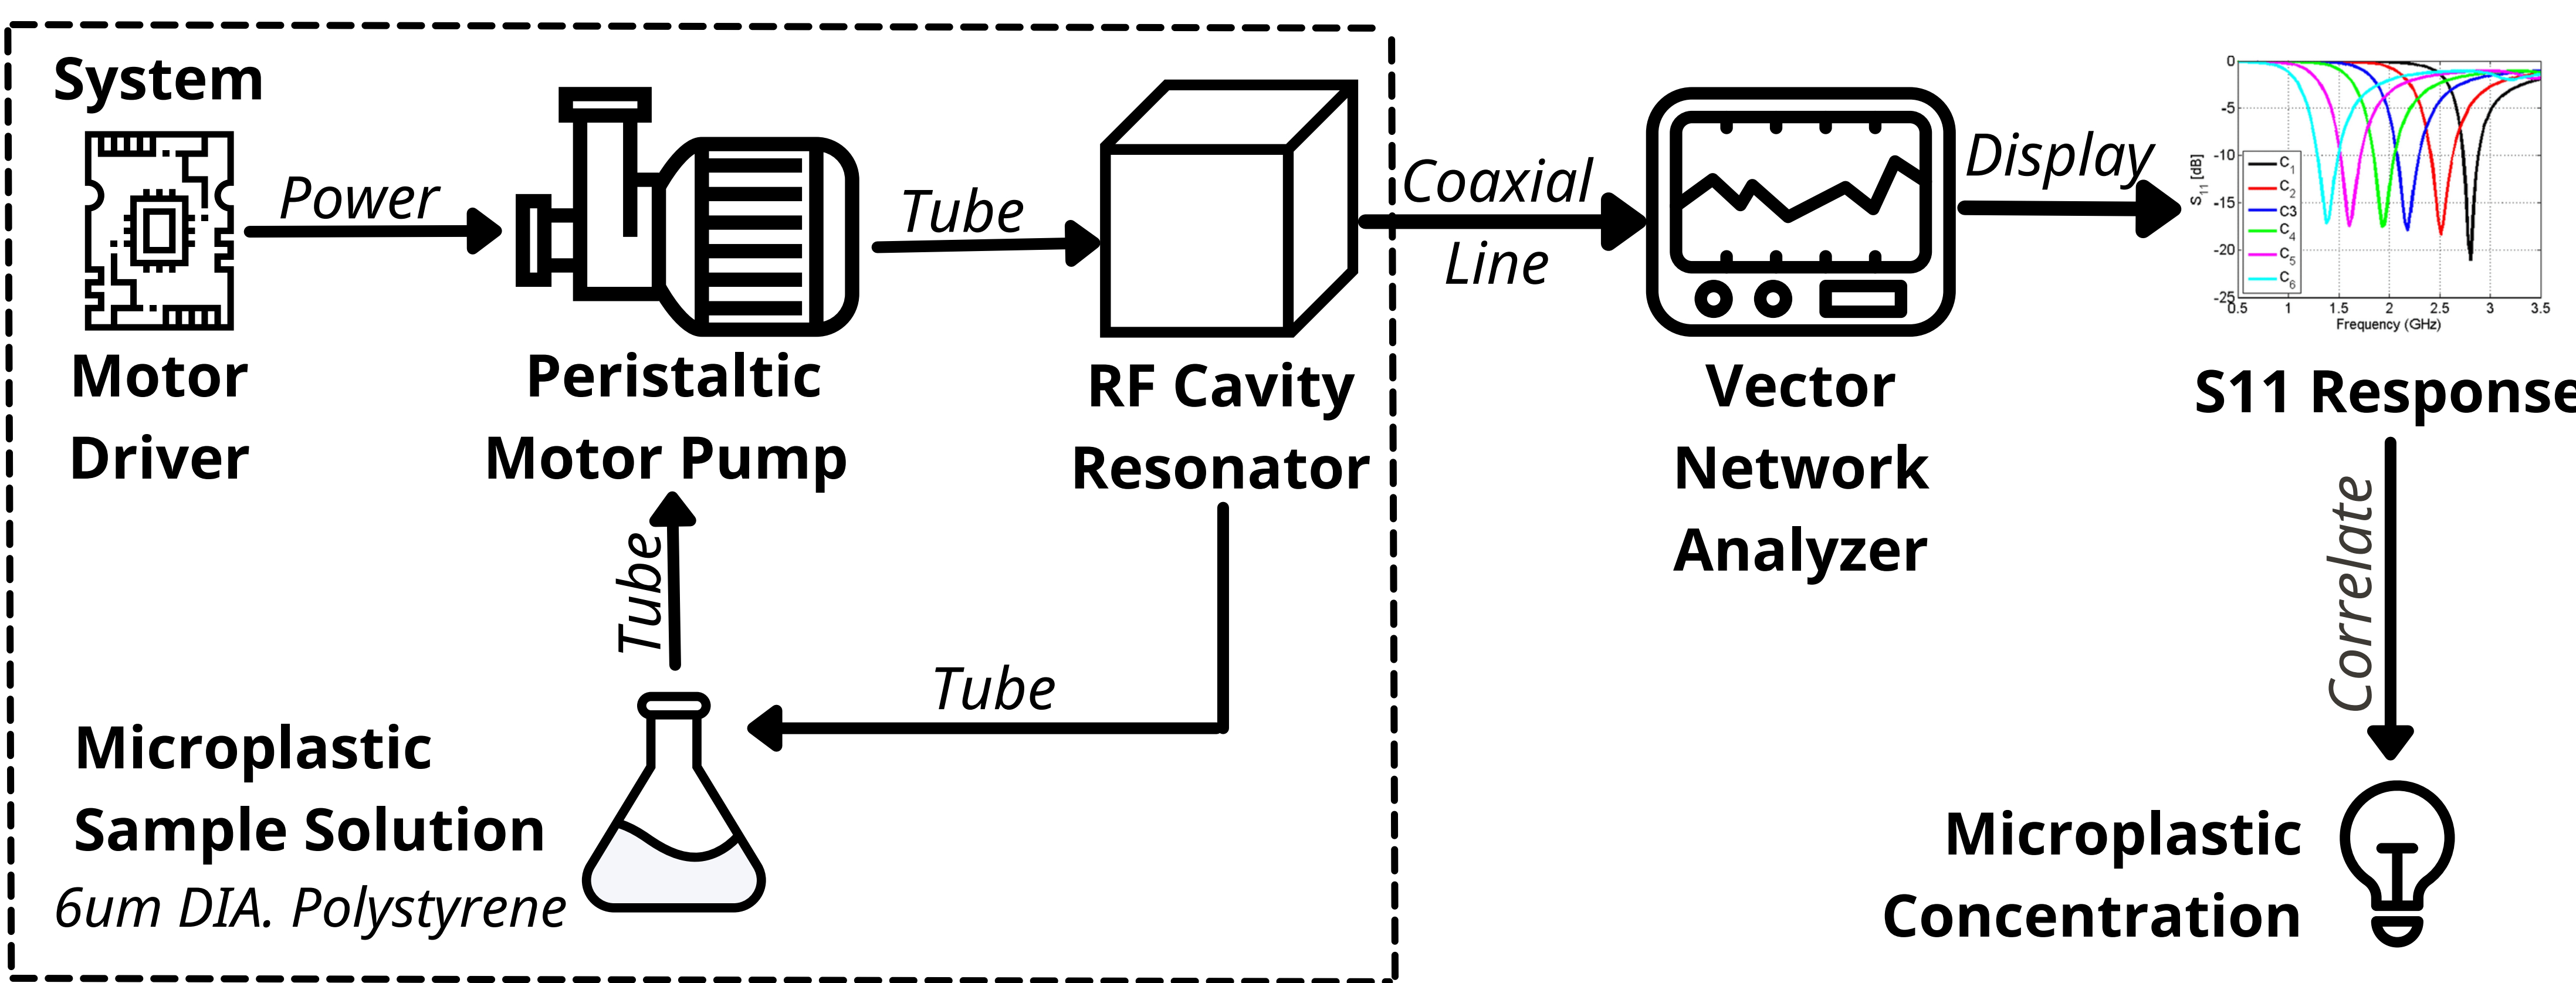 System
Power
Tube
Coaxial
Line
Display
Motor
Driver
Peristaltic
Motor Pump
RF Cavity
Resonator
Vector
Network
Analyzer
0
-5
-10
-15
-20
-25
S11 [dB]
C1
C2
C3
C4
C5
C6
0.5 1 1.5 2 2.5 3 3.5
Frequency (GHz)
S11 Response
Tube
Tube
Correlate
Microplastic
Sample Solution
6um DIA. Polystyrene
Microplastic
Concentration